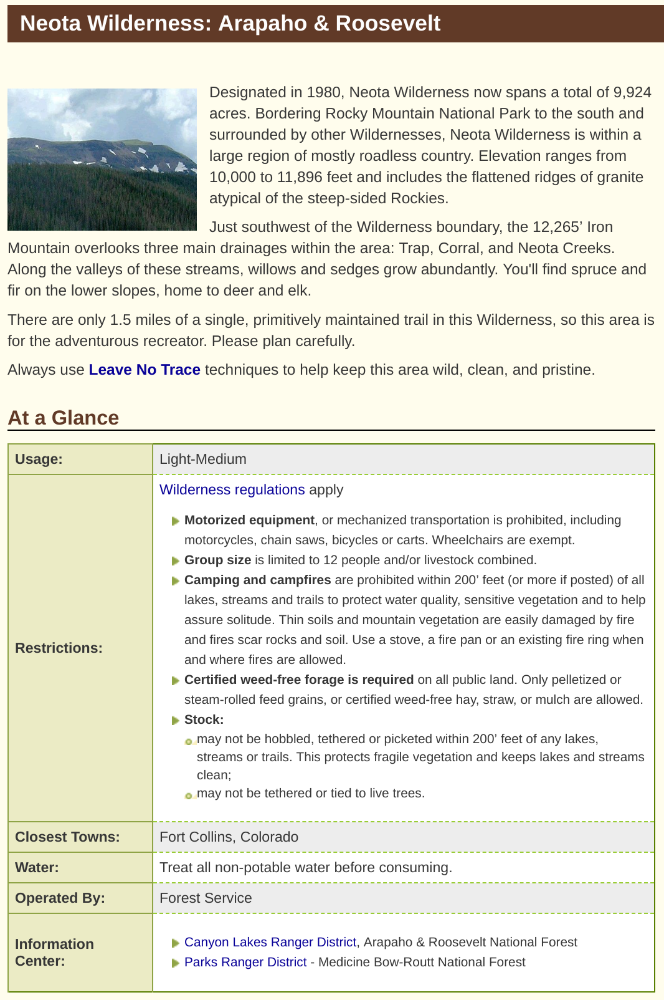 Neota Wilderness: Arapaho & Roosevelt
Designated in 1980, Neota Wilderness now spans a total of 9,924
acres. Bordering Rocky Mountain National Park to the south and
surrounded by other Wildernesses, Neota Wilderness is within a
large region of mostly roadless country. Elevation ranges from
10,000 to 11,896 feet and includes the flattened ridges of granite
atypical of the steep-sided Rockies.
Just southwest of the Wilderness boundary, the 12,265’ Iron
Mountain overlooks three main drainages within the area: Trap, Corral, and Neota Creeks.
Along the valleys of these streams, willows and sedges grow abundantly. You'll find spruce and
fir on the lower slopes, home to deer and elk.
There are only 1.5 miles of a single, primitively maintained trail in this Wilderness, so this area is
for the adventurous recreator. Please plan carefully.
Always use Leave No Trace techniques to help keep this area wild, clean, and pristine.
At a Glance
Usage:
Light-Medium
Restrictions:
Wilderness regulations apply
Motorized equipment, or mechanized transportation is prohibited, including
motorcycles, chain saws, bicycles or carts. Wheelchairs are exempt.
Group size is limited to 12 people and/or livestock combined.
Camping and campfires are prohibited within 200’ feet (or more if posted) of all
lakes, streams and trails to protect water quality, sensitive vegetation and to help
assure solitude. Thin soils and mountain vegetation are easily damaged by fire
and fires scar rocks and soil. Use a stove, a fire pan or an existing fire ring when
and where fires are allowed.
Certified weed-free forage is required on all public land. Only pelletized or
steam-rolled feed grains, or certified weed-free hay, straw, or mulch are allowed.
Stock:
may not be hobbled, tethered or picketed within 200’ feet of any lakes,
streams or trails. This protects fragile vegetation and keeps lakes and streams
clean;
may not be tethered or tied to live trees.
Closest Towns:
Fort Collins, Colorado
Water:
Treat all non-potable water before consuming.
Operated By:
Forest Service
Information
Center:
Canyon Lakes Ranger District, Arapaho & Roosevelt National Forest
Parks Ranger District - Medicine Bow-Routt National Forest